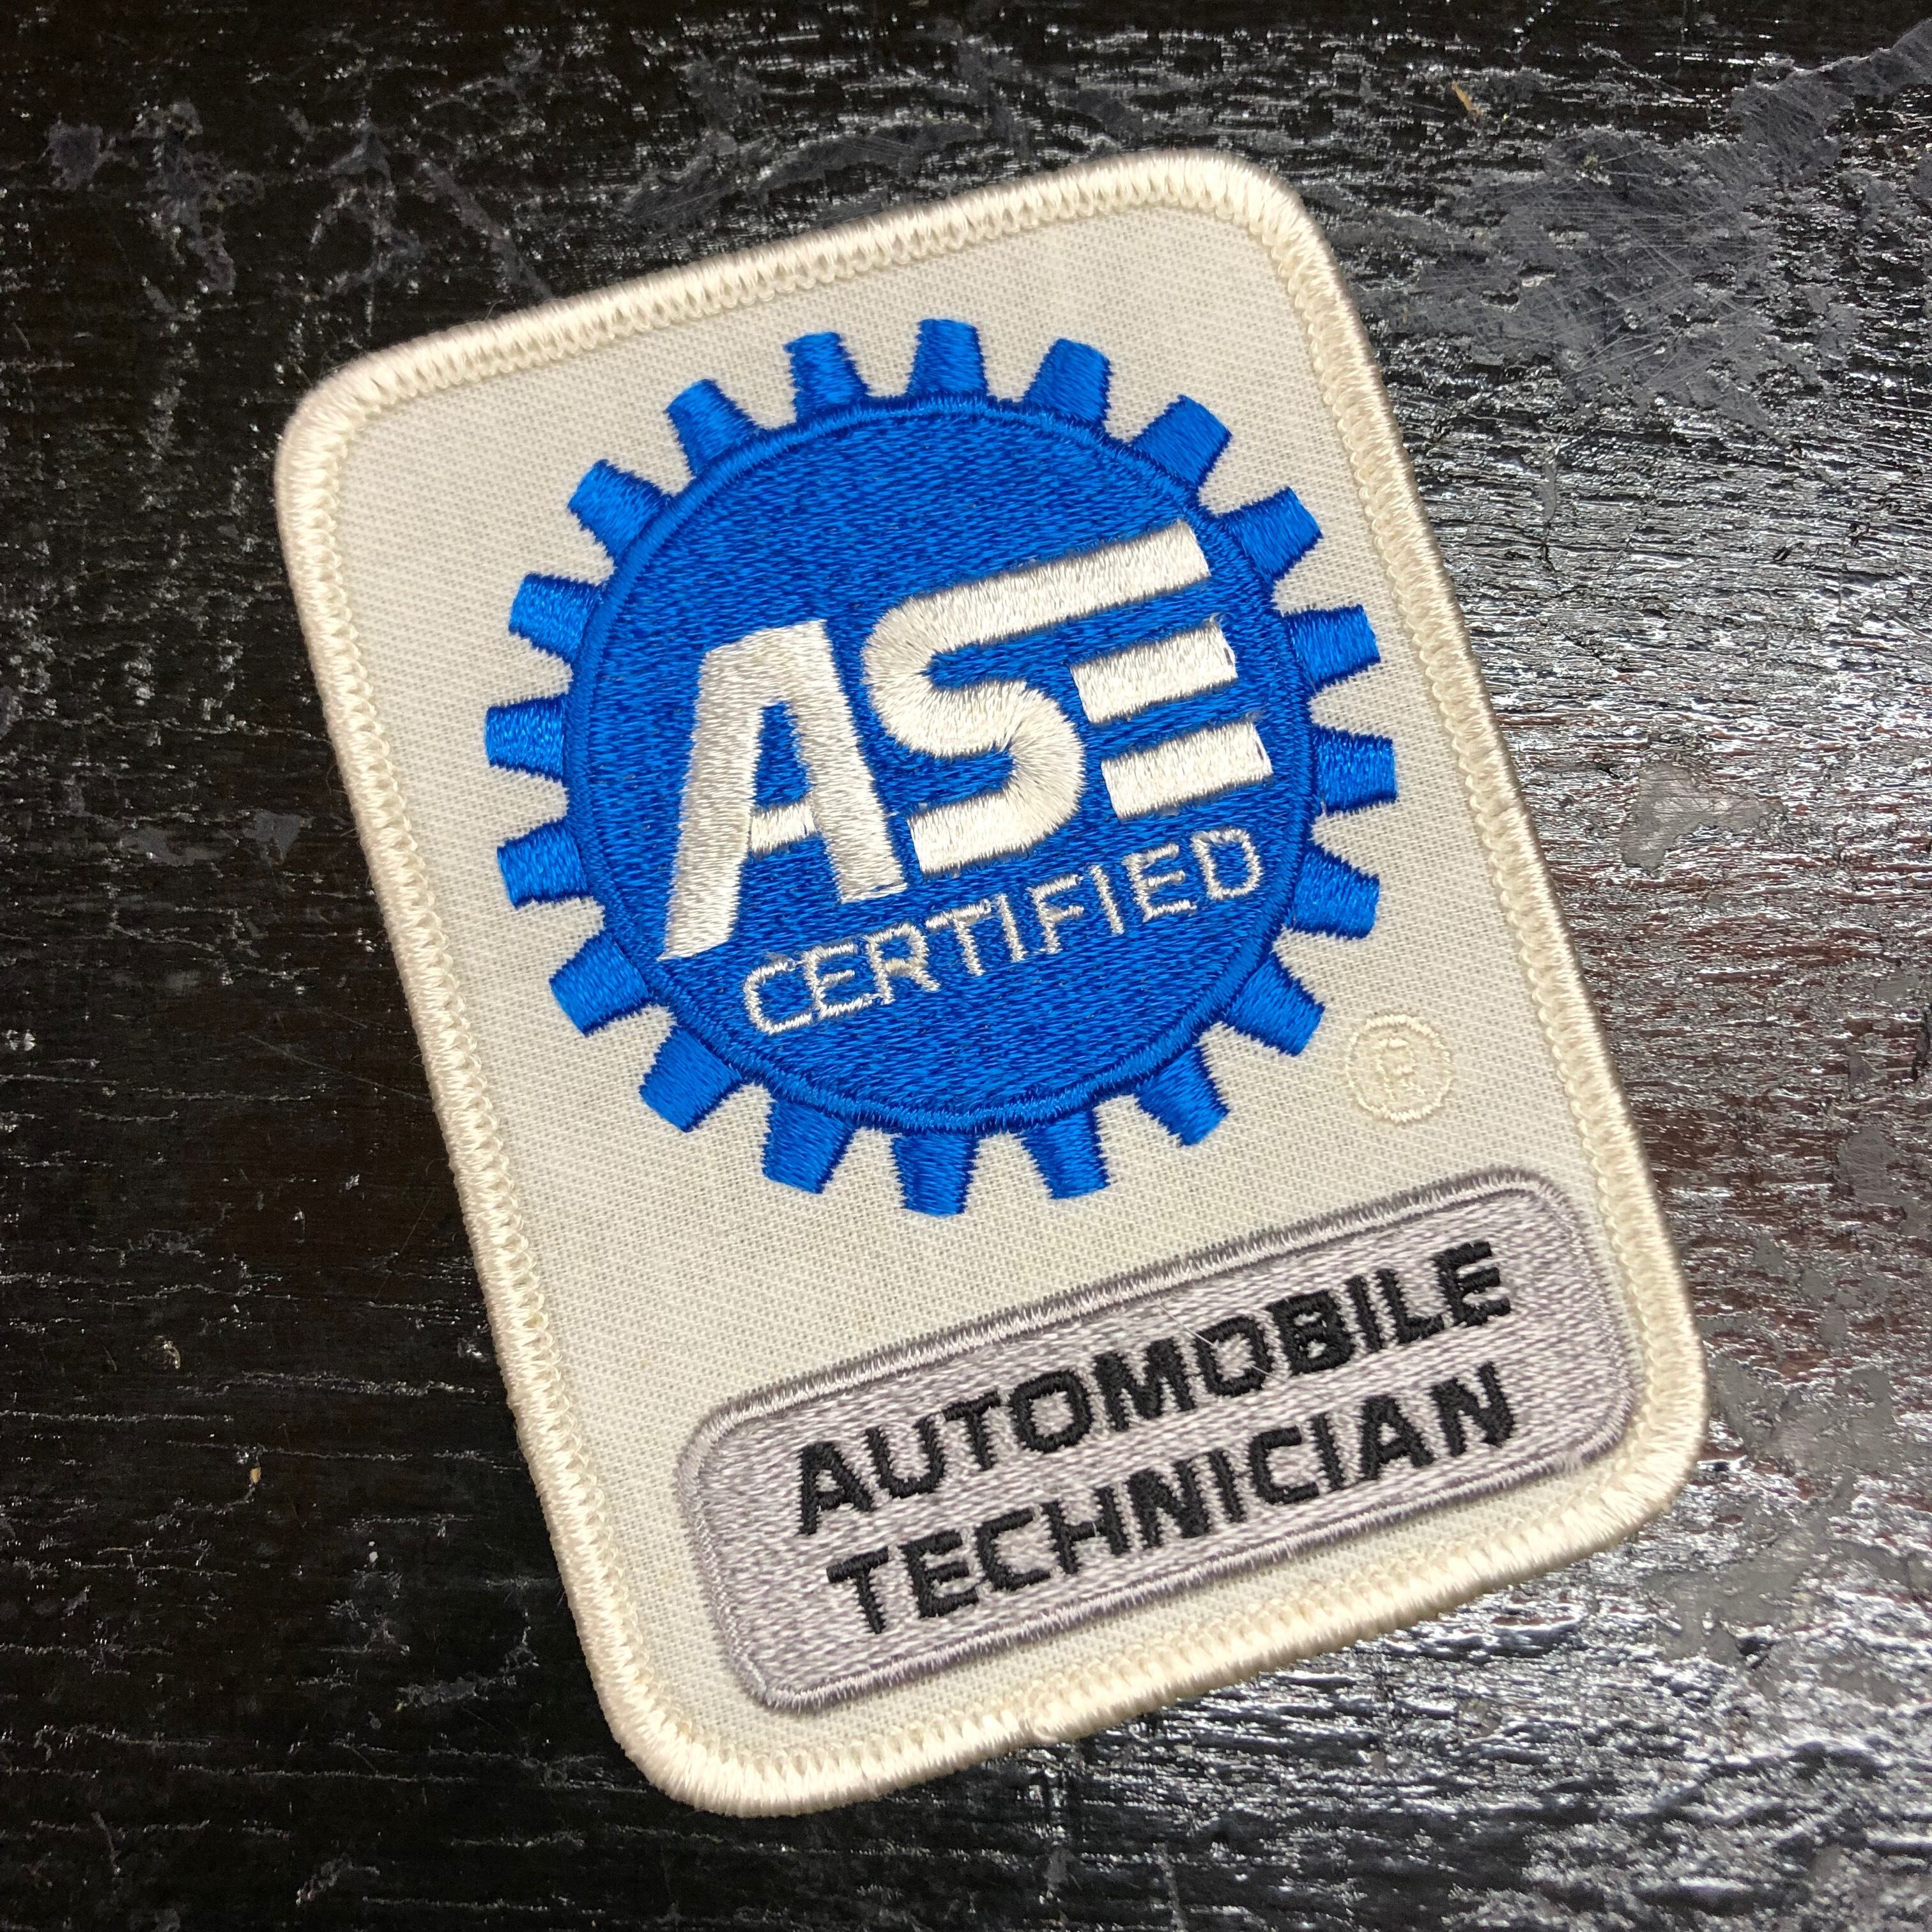 ASE
CERTIFIED
®
AUTOMOBILE
TECHNICIAN